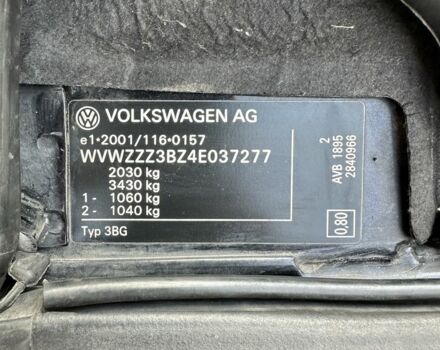 VOLKSWAGEN AG
e1*2001/116*0157
WVWZZZ3BZ4E037277
2030 kg
3430 kg
1 - 1060 kg
2 - 1040 kg
Typ 3BG
2
AVB 1895
2840966
0,80